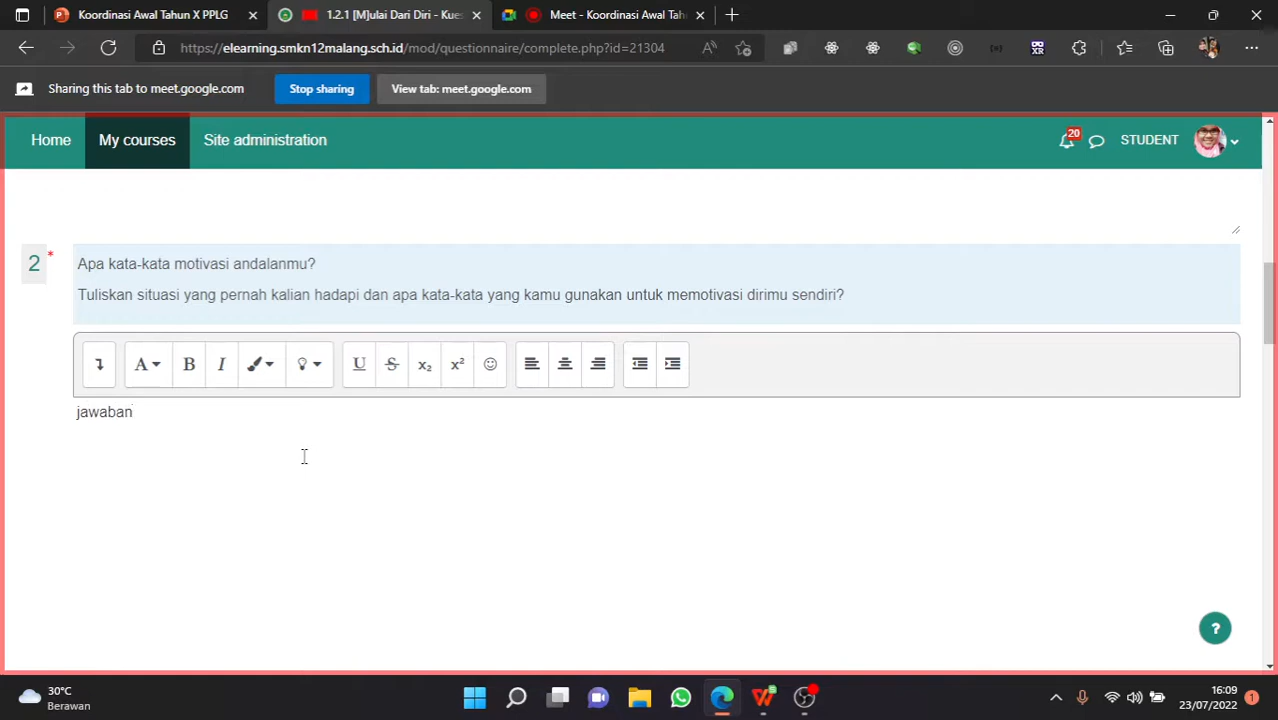 Koordinasi Awal Tahun X PPLG
1.2.1 [M]ulai Dari Diri - Kues
Meet - Koordinasi Awal Tah
https://elearning.smkn12malang.sch.id/mod/questionnaire/complete.php?id=21304
Sharing this tab to meet.google.com
Stop sharing
View tab: meet.google.com
Home
My courses
Site administration
20
STUDENT
2 *
Apa kata-kata motivasi andalanmu?
Tuliskan situasi yang pernah kalian hadapi dan apa kata-kata yang kamu gunakan untuk memotivasi dirimu sendiri?
A B I U S x₂ x²
jawaban
?
30°C
Berawan
16:09
23/07/2022
1